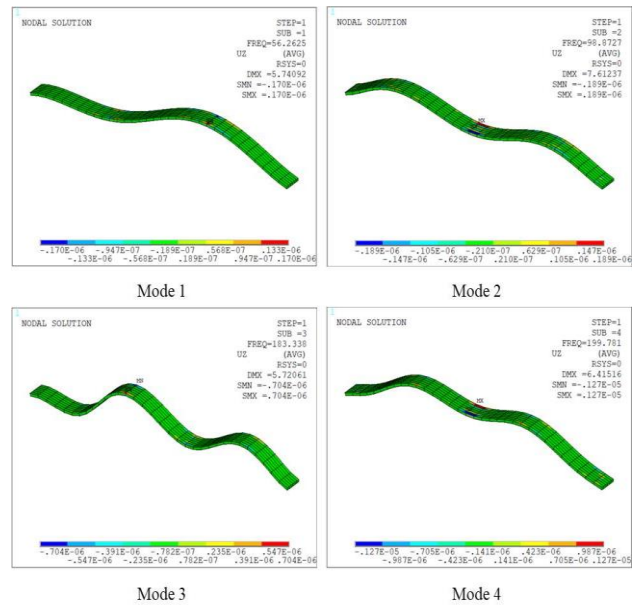 1
NODAL SOLUTION
STEP=1
SUB =1
FREQ=56.2625
UZ (AVG)
RSYS=0
DMX =5.74092
SMN =-.170E-06
SMX =.170E-06
-.170E-06 -.947E-07 -.189E-07 .568E-07 .133E-06
-.133E-06 -.568E-07 .189E-07 .947E-07 .170E-06
Mode 1
1
NODAL SOLUTION
STEP=1
SUB =2
FREQ=98.8727
UZ (AVG)
RSYS=0
DMX =7.61237
SMN =-.189E-06
SMX =.189E-06
MX
-.189E-06 -.105E-06 -.210E-07 .629E-07 .147E-06
-.147E-06 -.629E-07 .210E-07 .105E-06 .189E-06
Mode 2
1
NODAL SOLUTION
STEP=1
SUB =3
FREQ=183.338
UZ (AVG)
RSYS=0
DMX =5.72061
SMN =-.704E-06
SMX =.704E-06
MN
-.704E-06 -.391E-06 -.782E-07 .235E-06 .547E-06
-.547E-06 -.235E-06 .782E-07 .391E-06 .704E-06
Mode 3
1
NODAL SOLUTION
STEP=1
SUB =4
FREQ=199.781
UZ (AVG)
RSYS=0
DMX =6.41516
SMN =-.127E-05
SMX =.127E-05
MX
-.127E-05 -.705E-06 -.141E-06 .423E-06 .987E-06
-.987E-06 -.423E-06 .141E-06 .705E-06 .127E-05
Mode 4